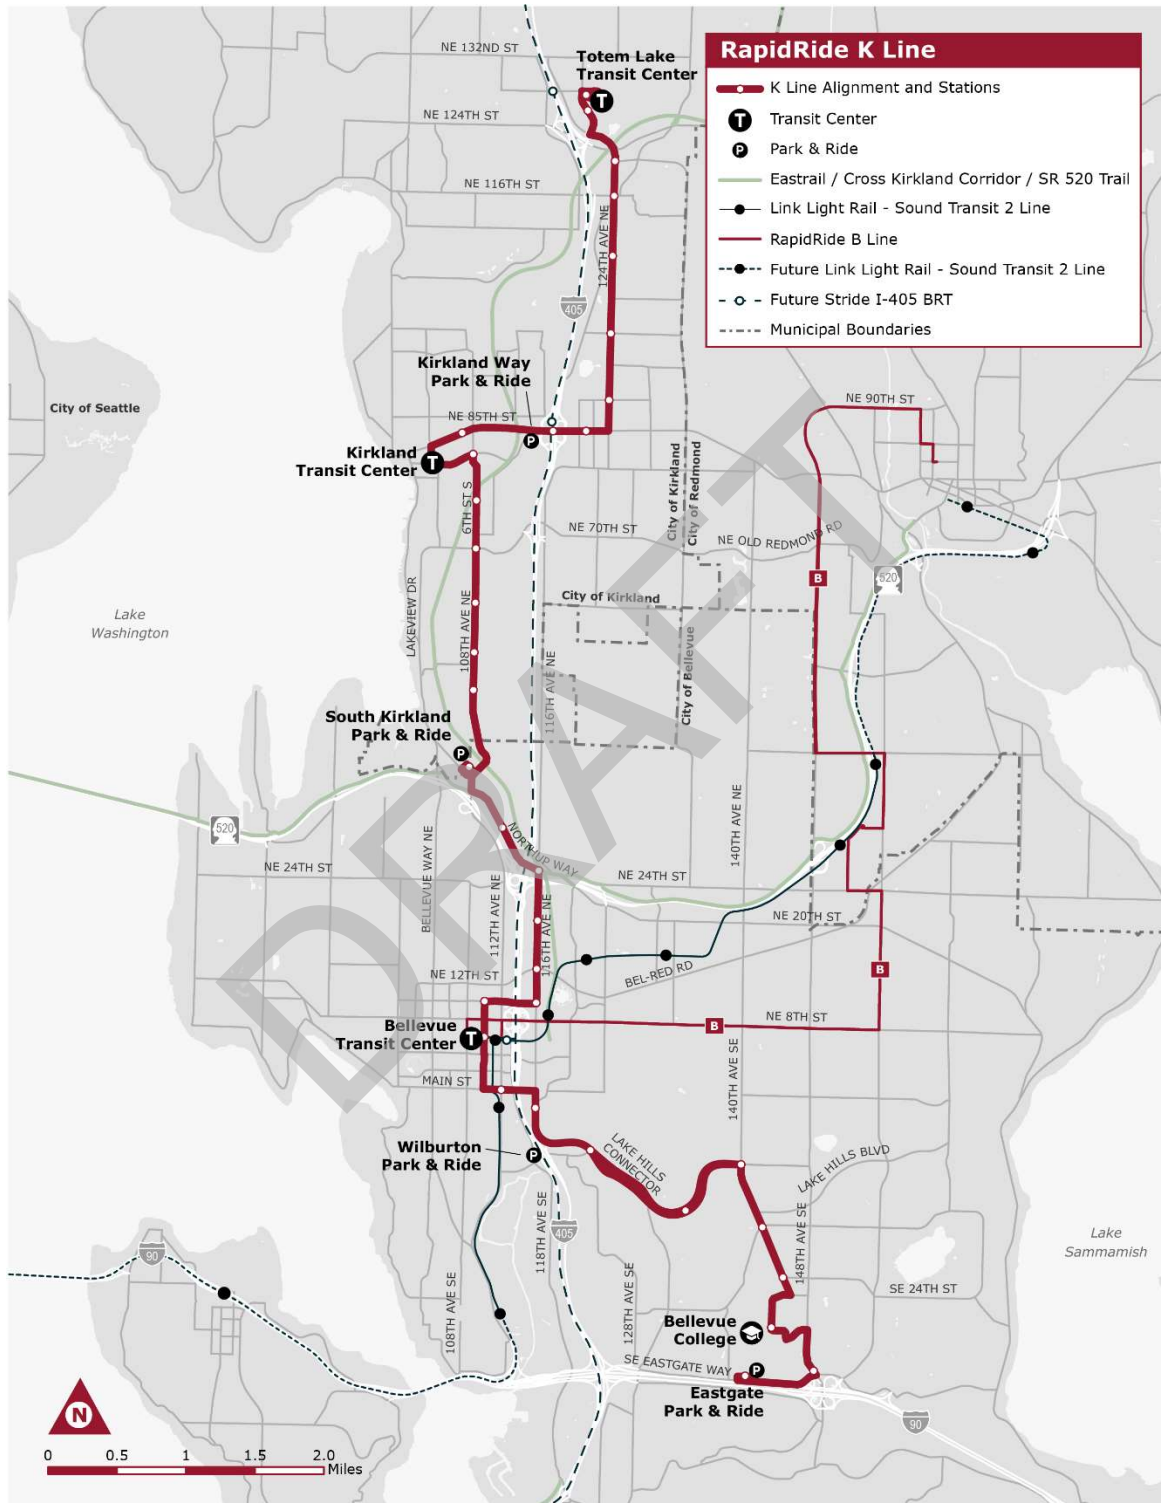 RapidRide K Line
K Line Alignment and Stations
T
Transit Center
P
Park & Ride
Eastrail / Cross Kirkland Corridor / SR 520 Trail
Link Light Rail - Sound Transit 2 Line
RapidRide B Line
Future Link Light Rail - Sound Transit 2 Line
Future Stride I-405 BRT
Municipal Boundaries
NE 132ND ST
Totem Lake
Transit Center
T
NE 124TH ST
NE 116TH ST
124TH AVE NE
405
Kirkland Way
Park & Ride
NE 85TH ST
P
City of Seattle
NE 90TH ST
Kirkland
Transit Center
T
6TH ST S
City of Kirkland
City of Redmond
NE 70TH ST
NE OLD REDMOND RD
B
520
City of Kirkland
Lake
Washington
LAKEVIEW DR
108TH AVE NE
116TH AVE NE
City of Bellevue
South Kirkland
Park & Ride
P
520
BELLEVUE WAY NE
NORTHUP WAY
140TH AVE NE
NE 24TH ST
NE 24TH ST
112TH AVE NE
116TH AVE NE
NE 20TH ST
NE 12TH ST
BEL-RED RD
B
Bellevue
Transit Center
T
B
NE 8TH ST
MAIN ST
140TH AVE SE
Wilburton
Park & Ride
P
LAKE HILLS
CONNECTOR
LAKE HILLS BLVD
118TH AVE SE
405
148TH AVE SE
Lake
Sammamish
90
SE 24TH ST
108TH AVE SE
128TH AVE SE
Bellevue
College
SE EASTGATE WAY
P
Eastgate
Park & Ride
90
N
0 0.5 1 1.5 2.0
Miles
DRAFT